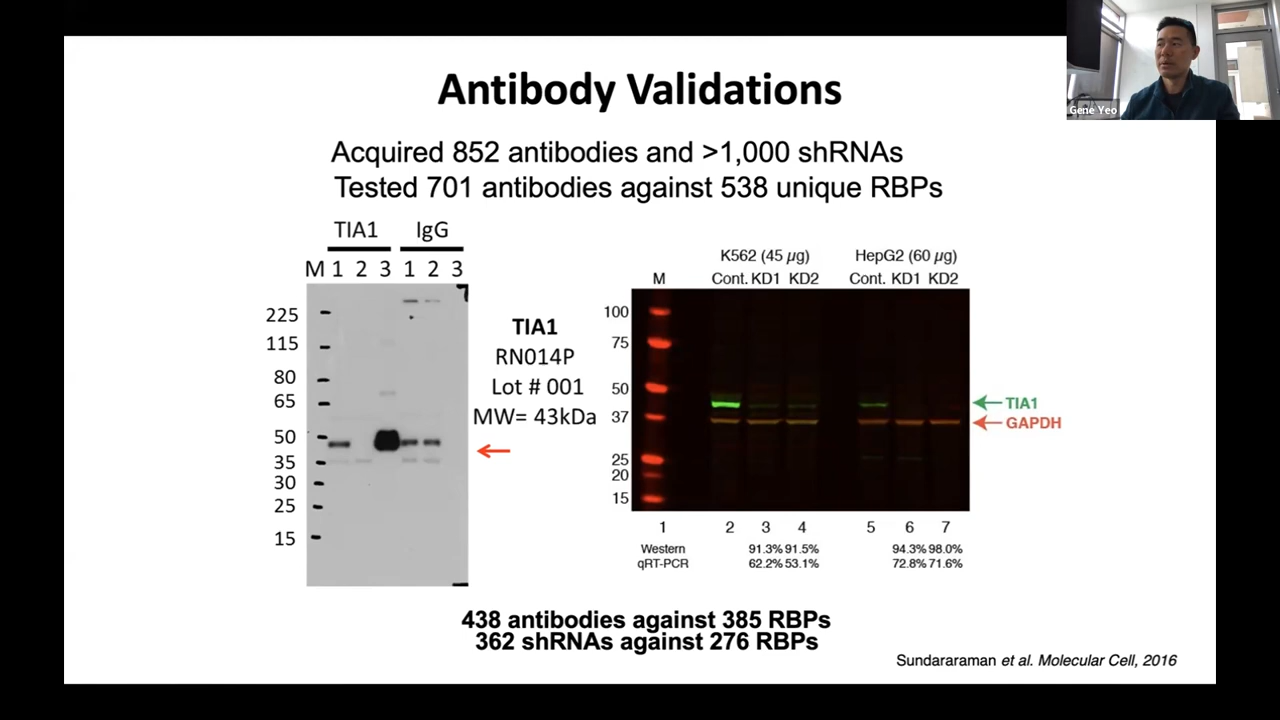 Gene Yeo
Antibody Validations
Acquired 852 antibodies and >1,000 shRNAs
Tested 701 antibodies against 538 unique RBPs
TIA1 IgG
M 1 2 3 1 2 3
225
115
80
65
50
35
30
25
15
TIA1
RN014P
Lot # 001
MW= 43kDa
K562 (45 µg) HepG2 (60 µg)
M Cont. KD1 KD2 Cont. KD1 KD2
100
75
50
37
25
20
15
TIA1
GAPDH
1 2 3 4 5 6 7
Western 91.3% 91.5% 94.3% 98.0%
qRT-PCR 62.2% 53.1% 72.8% 71.6%
438 antibodies against 385 RBPs
362 shRNAs against 276 RBPs
Sundararaman et al. Molecular Cell, 2016